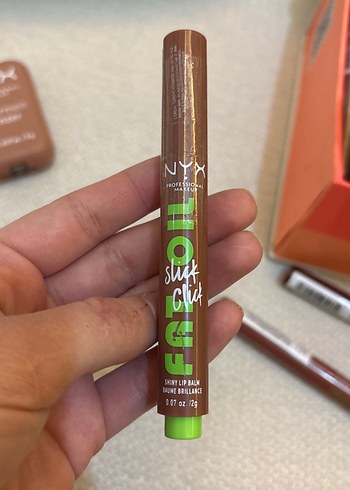 NYX
PROFESSIONAL
MAKEUP
FAT OIL
Slick
Click
SHINY LIP BALM
BAUME BRILLANCE
0.07 oz /2g